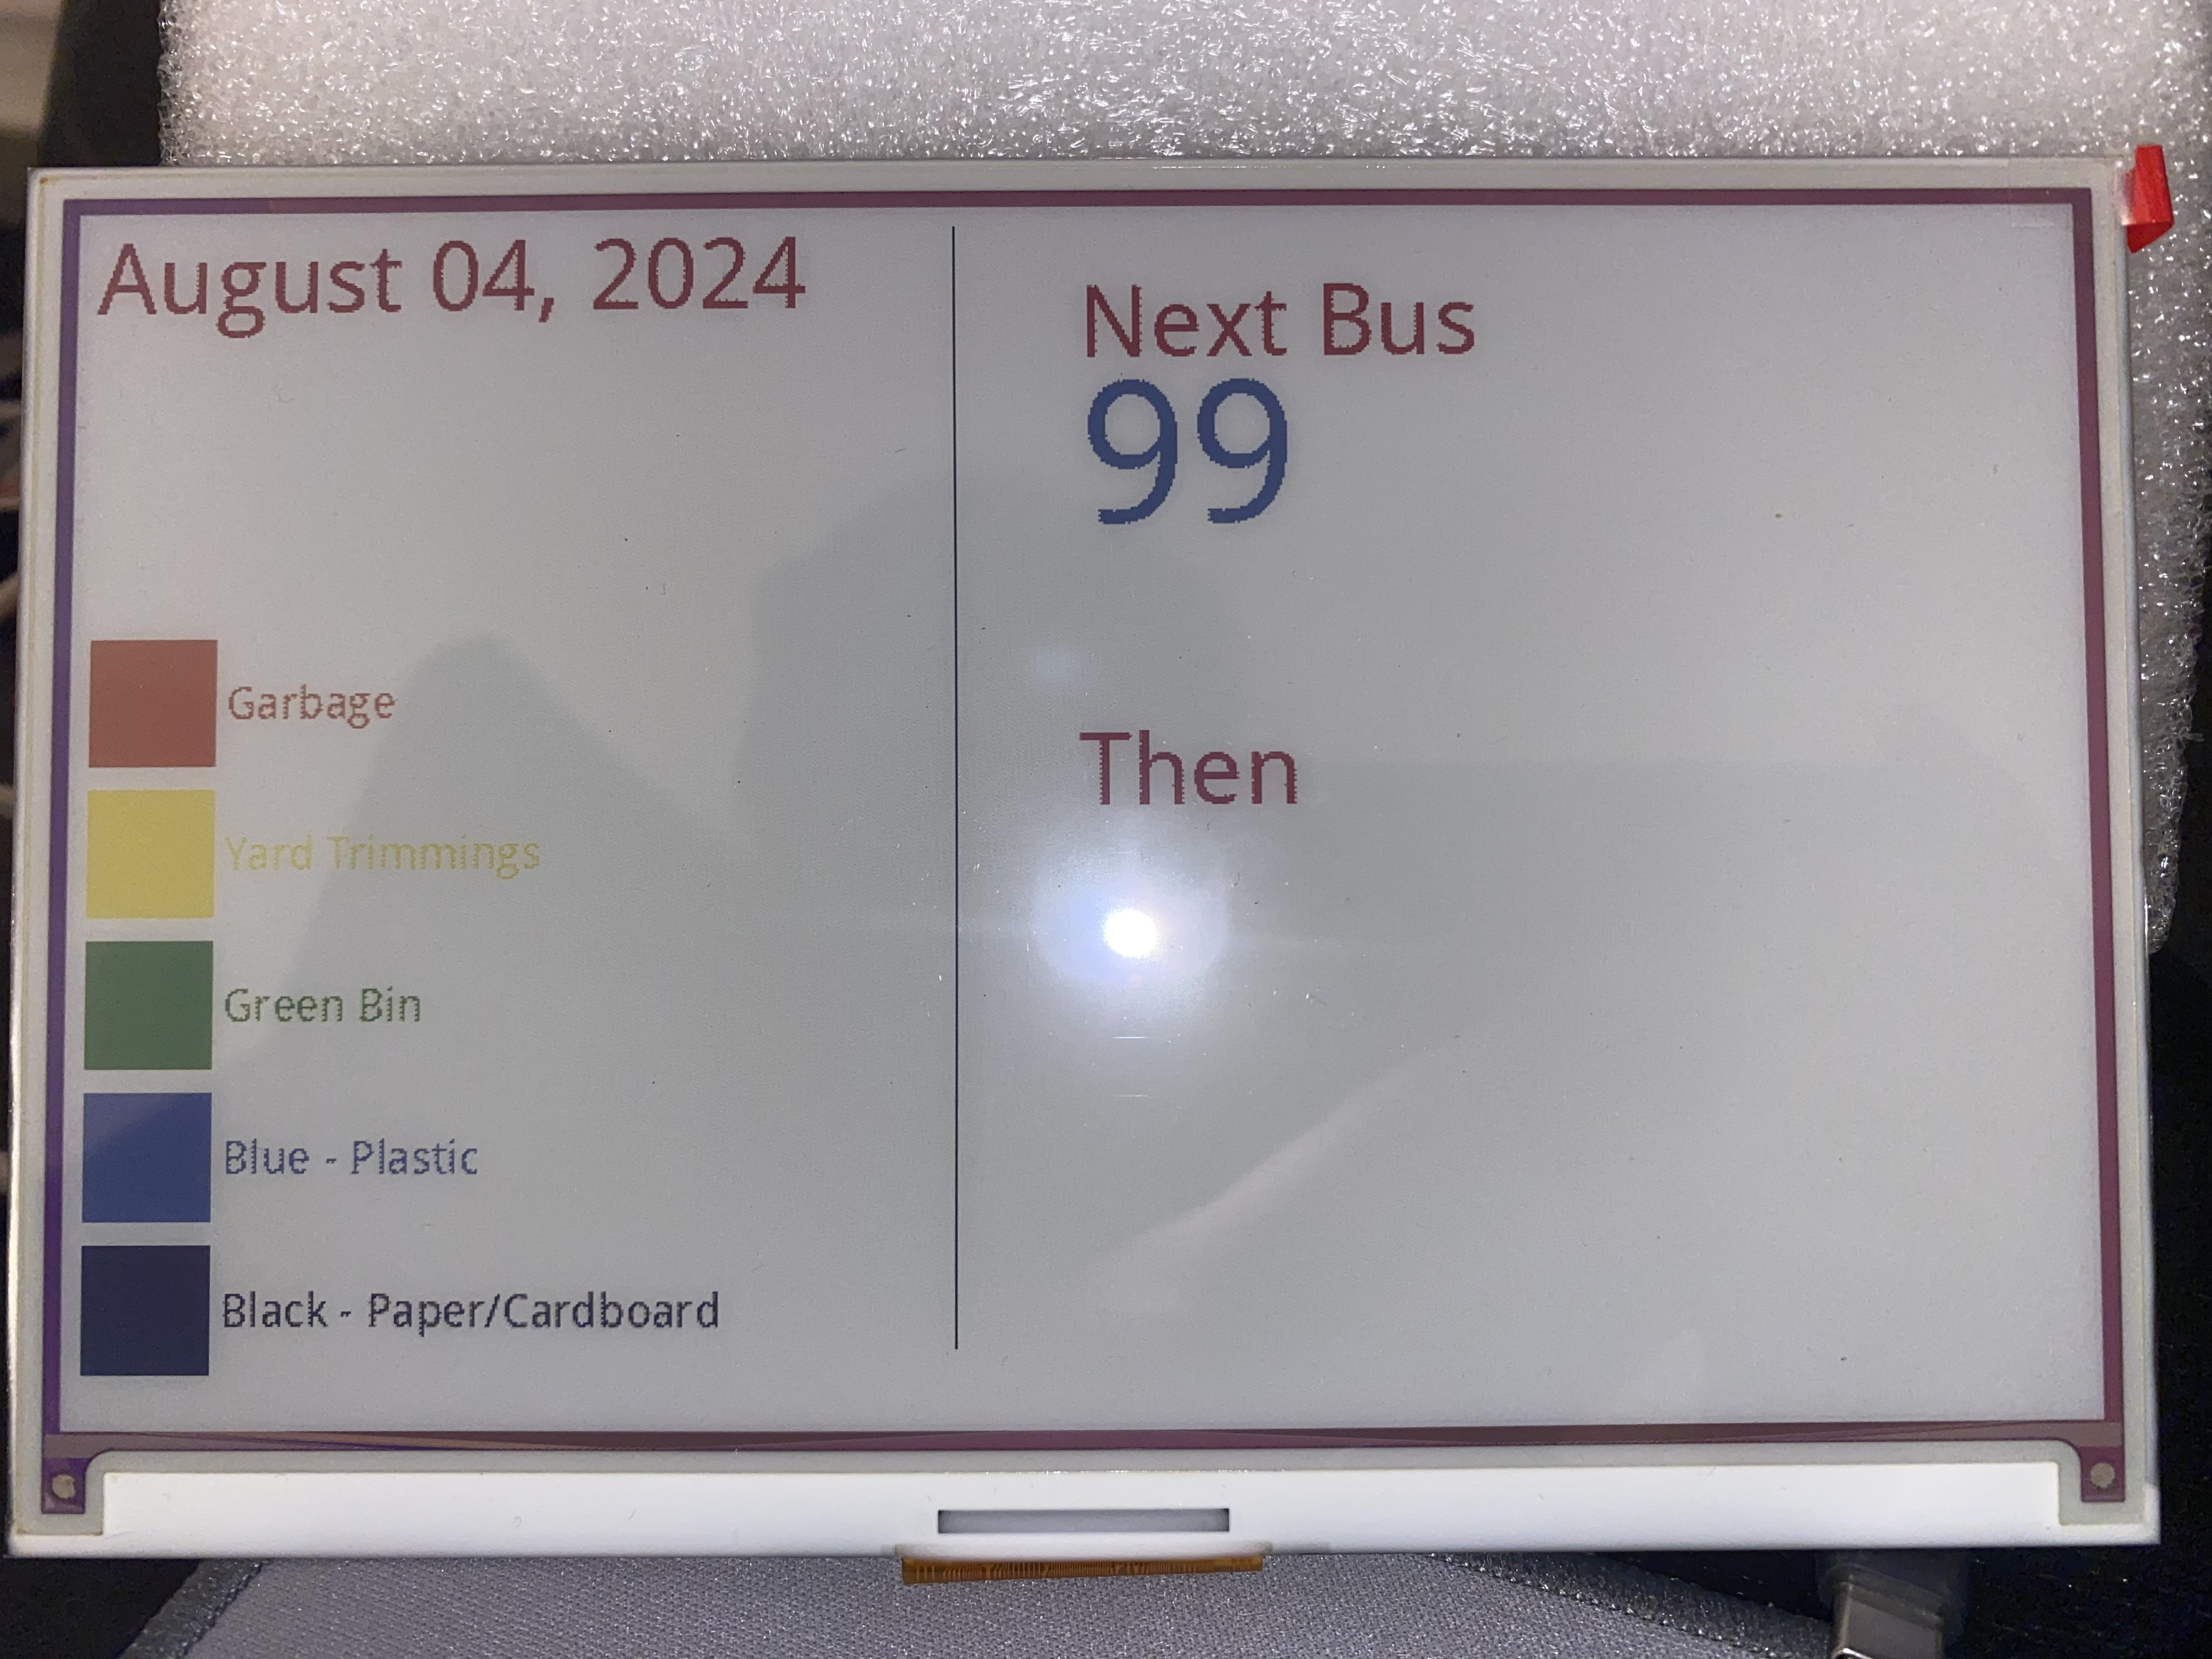 August 04, 2024
Garbage
Yard Trimmings
Green Bin
Blue - Plastic
Black - Paper/Cardboard
Next Bus
99
Then